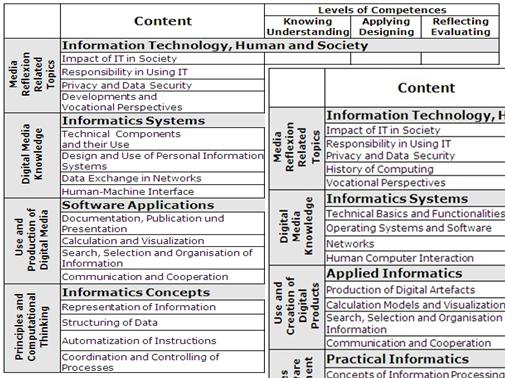 Content
Levels of Competences
Knowing
Understanding
Applying
Designing
Reflecting
Evaluating
Media
Reflexion
Related
Topics
Information Technology, Human and Society
Impact of IT in Society
Responsibility in Using IT
Privacy and Data Security
Developments and
Vocational Perspectives
Digital Media
Knowledge
Informatics Systems
Technical Components
and their Use
Design and Use of Personal Information
Systems
Data Exchange in Networks
Human-Machine Interface
Use and
Production of
Digital Media
Software Applications
Documentation, Publication und
Presentation
Calculation and Visualization
Search, Selection and Organisation of
Information
Communication and Cooperation
Principles and
Computational
Thinking
Informatics Concepts
Representation of Information
Structuring of Data
Automatization of Instructions
Coordination and Controlling of
Processes
Content
Media
Reflexion
Related
Topics
Information Technology, H
Impact of IT in Society
Responsibility in Using IT
Privacy and Data Security
History of Computing
Vocational Perspectives
Digital
Media
Knowledge
Informatics Systems
Technical Basics and Functionalities
Operating Systems and Software
Networks
Human Computer Interaction
Use and
Creation of
Digital
Products
Applied Informatics
Production of Digital Artefacts
Calculation Models and Visualization
Search, Selection and Organisation
Information
Communication and Cooperation
Practical Informatics
Concepts of Information Processing